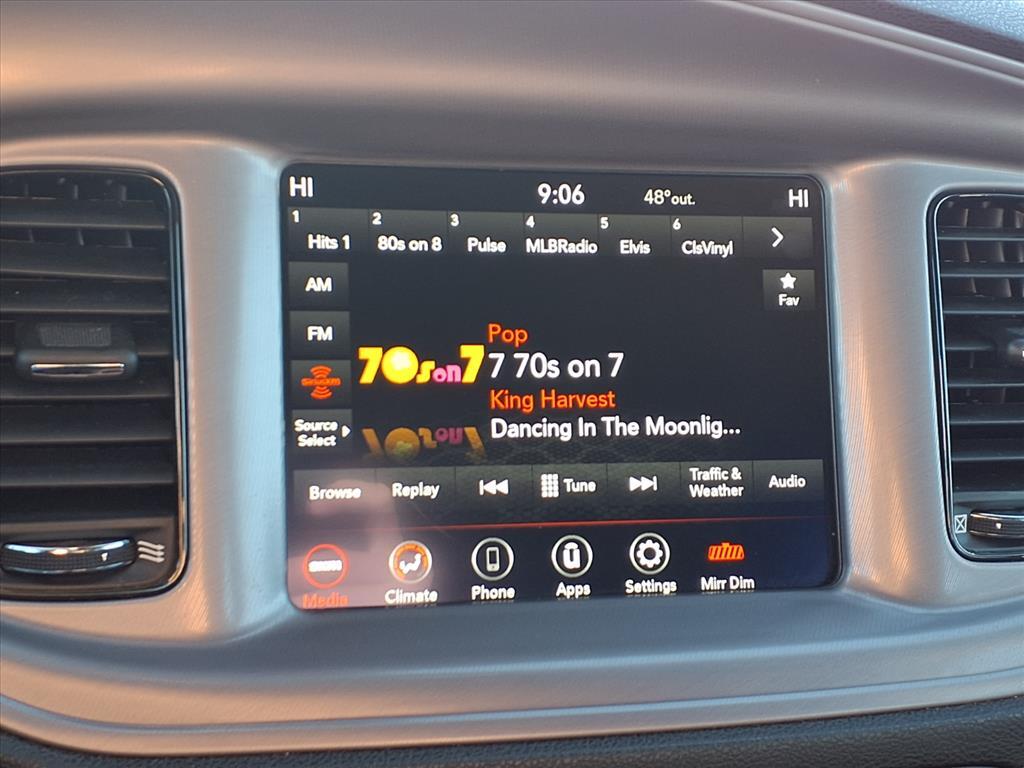 HI 9:06 48°out. HI
1 2 3 4 5 6
Hits 1 80s on 8 Pulse MLBRadio Elvis ClsVinyl
AM
Fav
FM
Pop
70s on 7 7 70s on 7
SiriusXM
King Harvest
Source
Select
Dancing In The Moonlig...
Browse Replay Tune Traffic &
Weather Audio
Media Climate Phone Apps Settings Mirr Dim